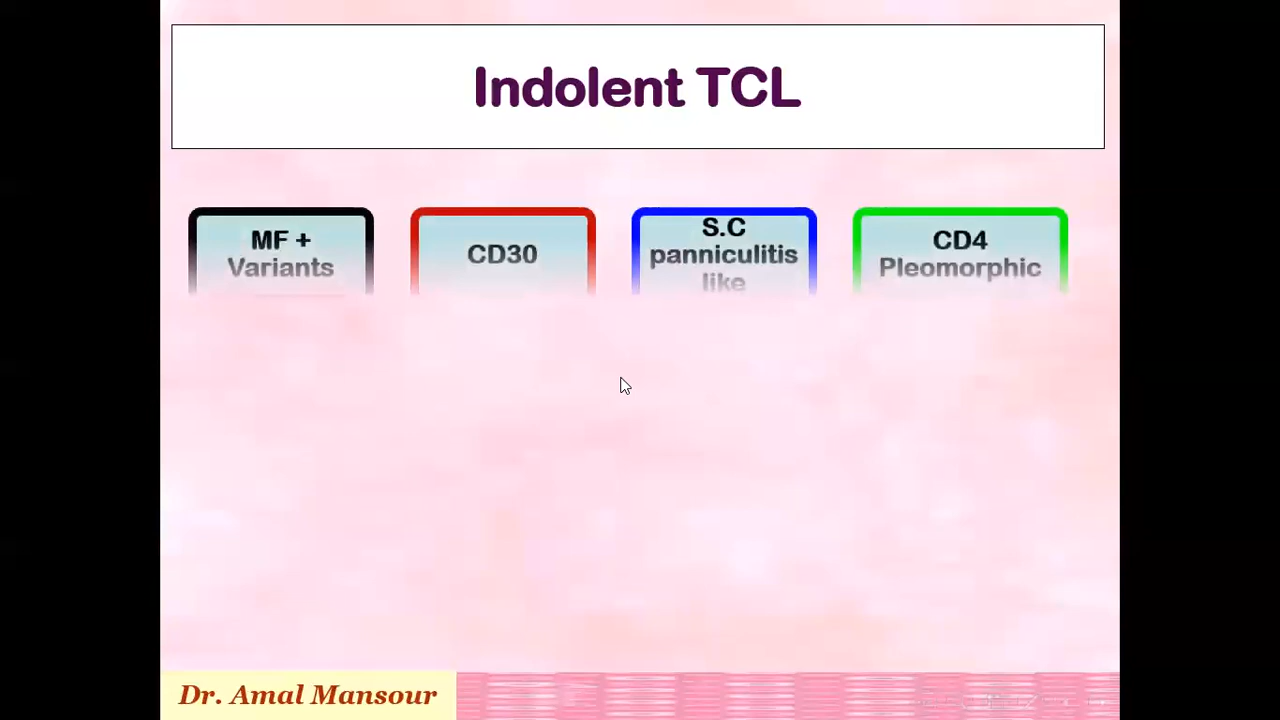 Indolent TCL
MF +
Variants
CD30
S.C
panniculitis
like
CD4
Pleomorphic
Dr. Amal Mansour